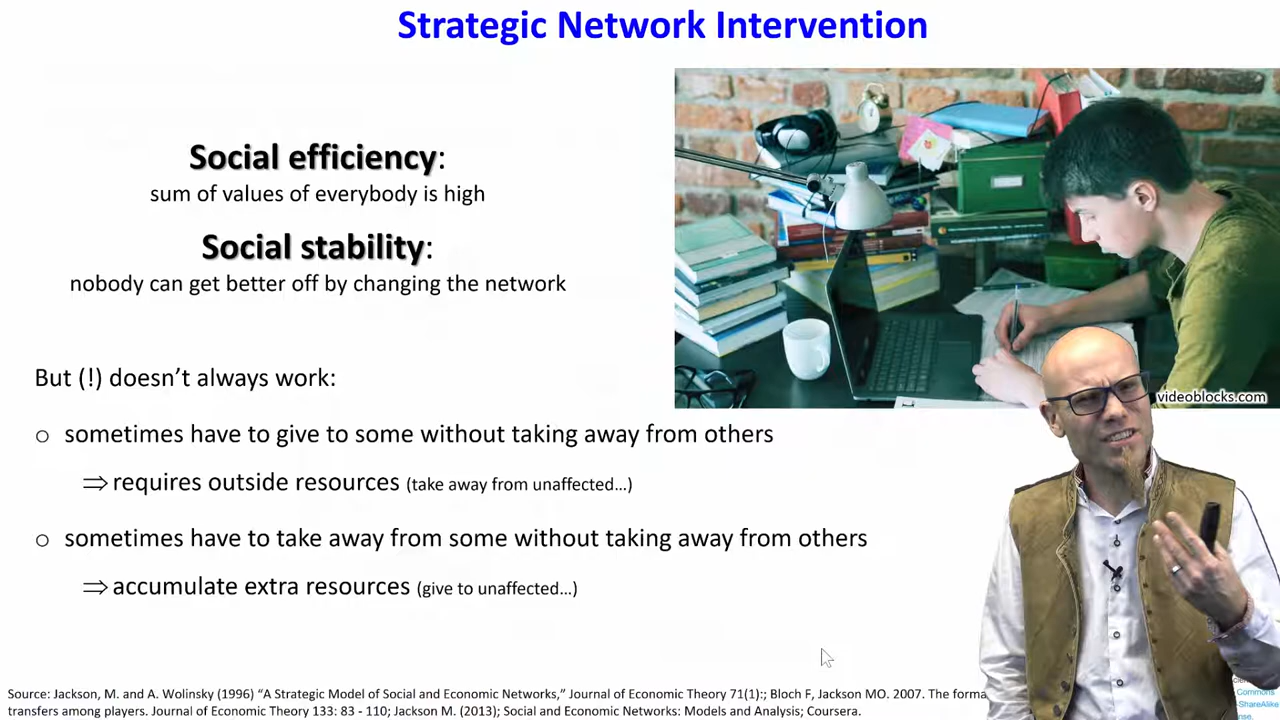 Strategic Network Intervention
Social efficiency:
sum of values of everybody is high
Social stability:
nobody can get better off by changing the network
But (!) doesn't always work:
o sometimes have to give to some without taking away from others
⇒ requires outside resources (take away from unaffected...)
o sometimes have to take away from some without taking away from others
⇒ accumulate extra resources (give to unaffected...)
videoblocks.com
Source: Jackson, M. and A. Wolinsky (1996) “A Strategic Model of Social and Economic Networks,” Journal of Economic Theory 71(1):; Bloch F, Jackson MO. 2007. The forma
transfers among players. Journal of Economic Theory 133: 83 - 110; Jackson M. (2013); Social and Economic Networks: Models and Analysis; Coursera.
Commons
-ShareAlike